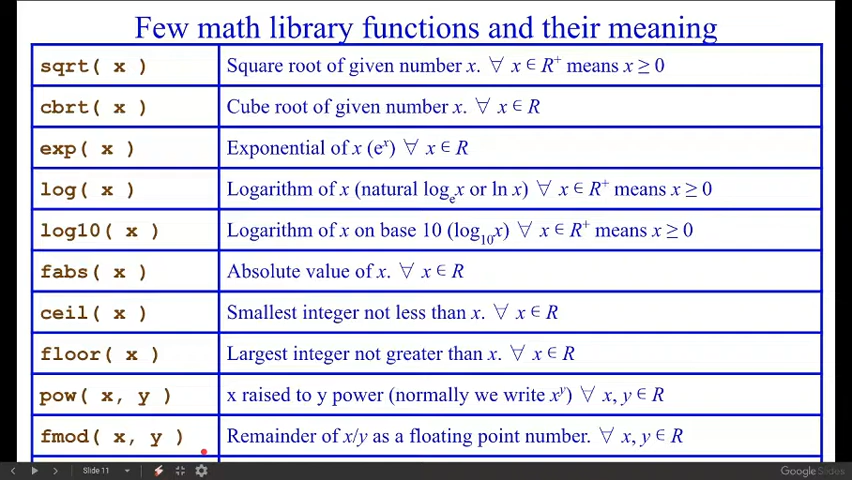 Few math library functions and their meaning
sqrt( x ) Square root of given number x. ∀ x ∈ R⁺ means x ≥ 0
cbrt( x ) Cube root of given number x. ∀ x ∈ R
exp( x ) Exponential of x (eˣ) ∀ x ∈ R
log( x ) Logarithm of x (natural logₑx or ln x) ∀ x ∈ R⁺ means x ≥ 0
log10( x ) Logarithm of x on base 10 (log₁₀x) ∀ x ∈ R⁺ means x ≥ 0
fabs( x ) Absolute value of x. ∀ x ∈ R
ceil( x ) Smallest integer not less than x. ∀ x ∈ R
floor( x ) Largest integer not greater than x. ∀ x ∈ R
pow( x, y ) x raised to y power (normally we write xʸ) ∀ x, y ∈ R
fmod( x, y ) Remainder of x/y as a floating point number. ∀ x, y ∈ R
Slide 11 Google Slides